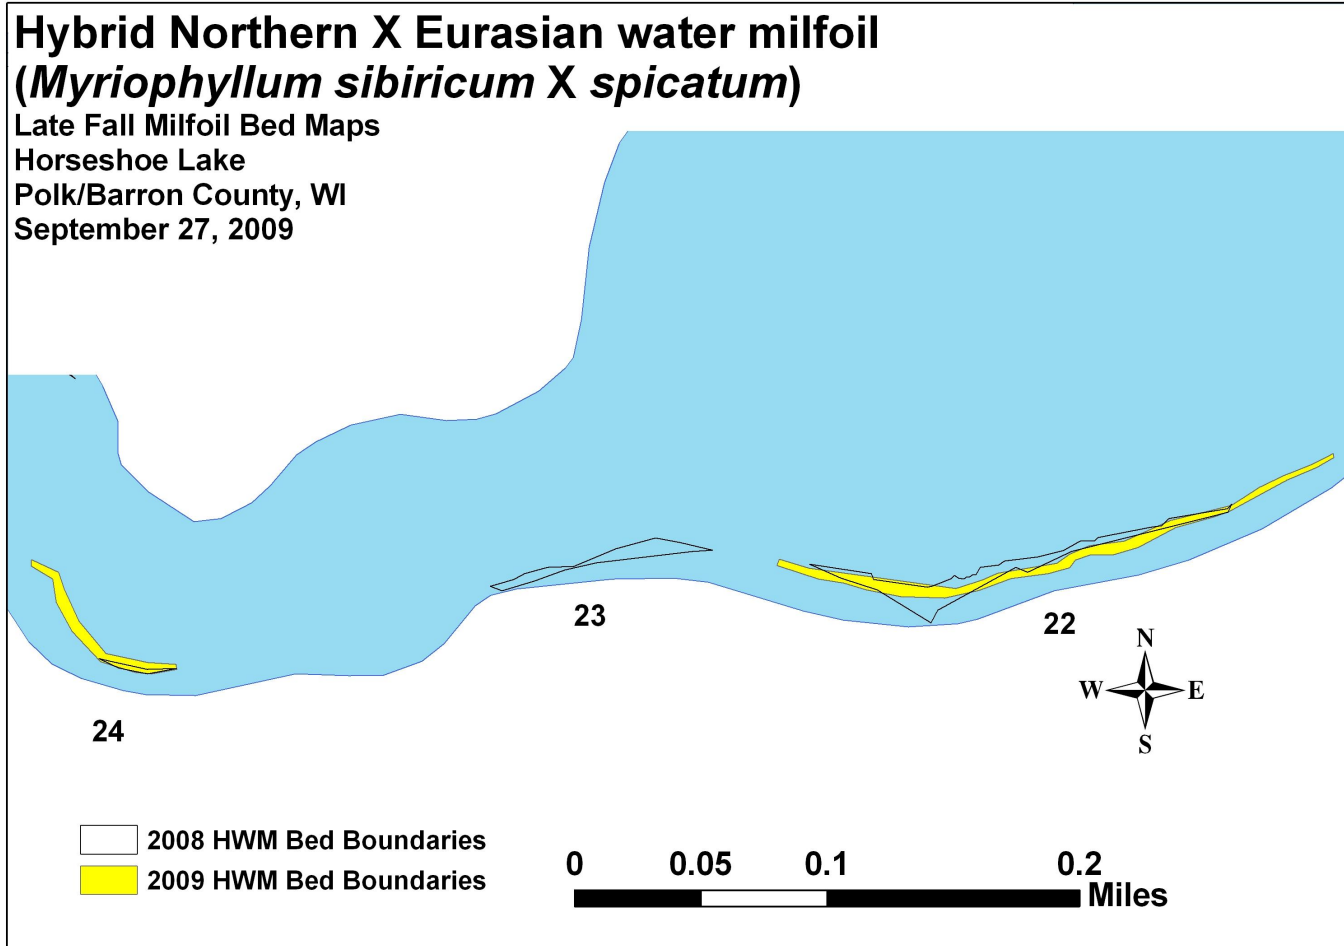 Hybrid Northern X Eurasian water milfoil
(Myriophyllum sibiricum X spicatum)
Late Fall Milfoil Bed Maps
Horseshoe Lake
Polk/Barron County, WI
September 27, 2009
23
22
24
N
W E
S
2008 HWM Bed Boundaries
2009 HWM Bed Boundaries
0 0.05 0.1 0.2
Miles